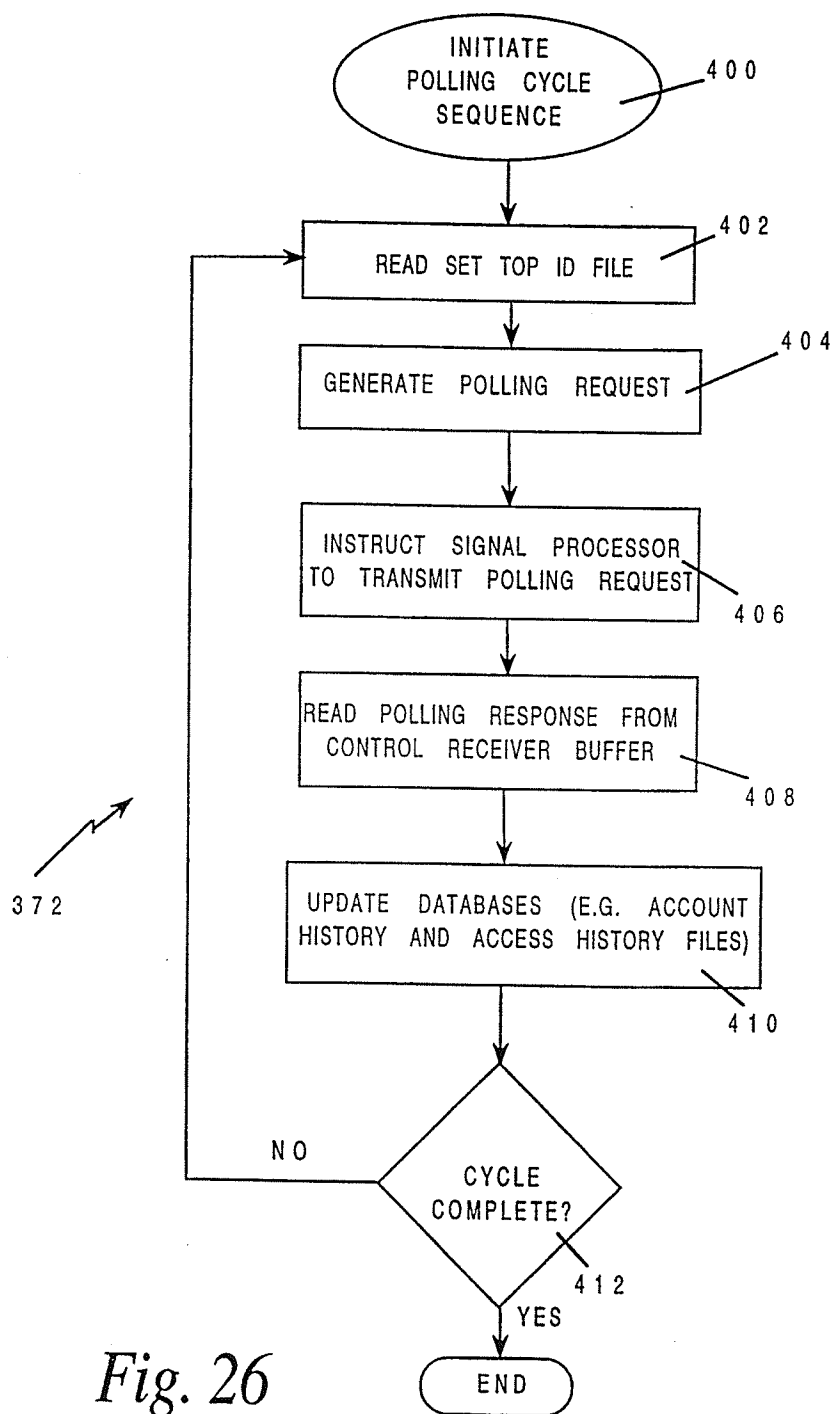 INITIATE
POLLING CYCLE
SEQUENCE
400
402
READ SET TOP ID FILE
404
GENERATE POLLING REQUEST
INSTRUCT SIGNAL PROCESSOR
TO TRANSMIT POLLING REQUEST
406
READ POLLING RESPONSE FROM
CONTROL RECEIVER BUFFER
408
372
UPDATE DATABASES (E.G. ACCOUNT
HISTORY AND ACCESS HISTORY FILES)
410
NO
CYCLE
COMPLETE?
412
YES
END
Fig. 26